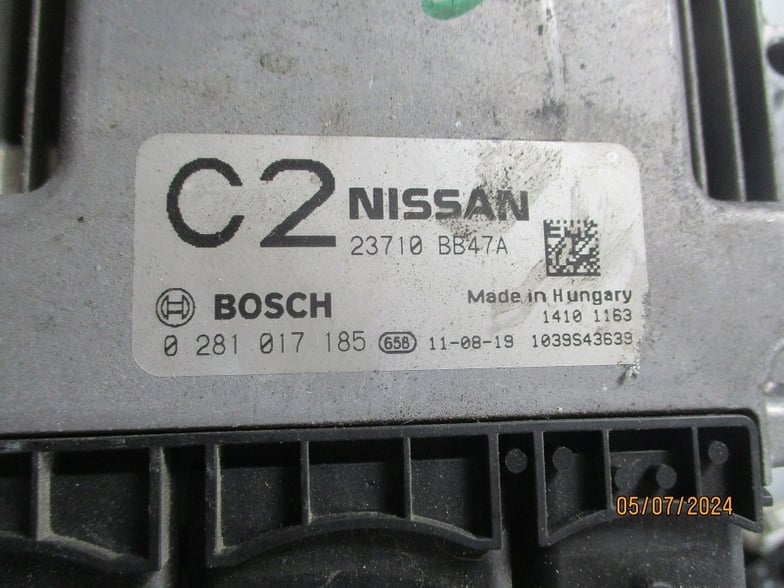 C2 NISSAN
23710 BB47A
BOSCH
Made in Hungary
1410 1163
0 281 017 185 658 11-08-19 1039S43639
05/07/2024